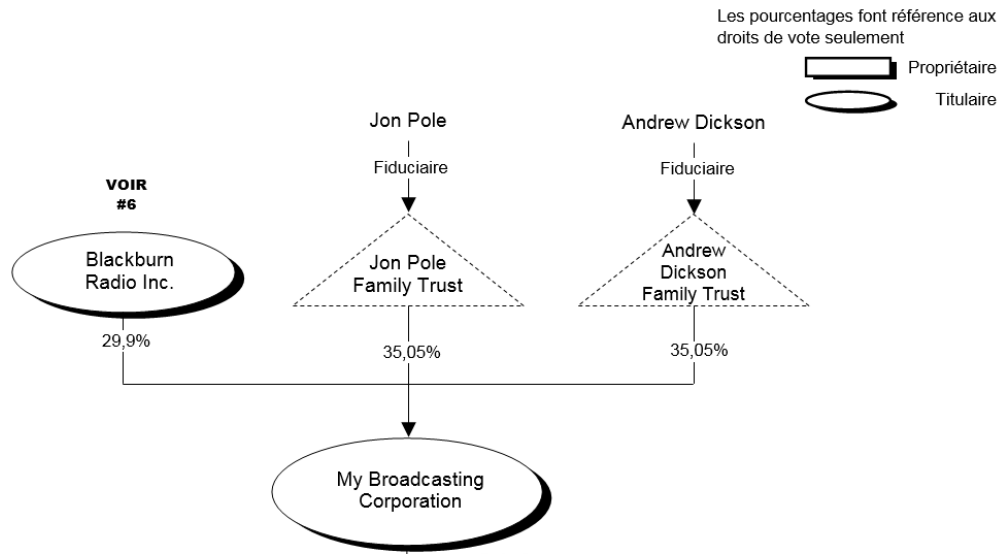 Les pourcentages font référence aux
droits de vote seulement
Propriétaire
Titulaire
Jon Pole
Andrew Dickson
Fiduciaire
Fiduciaire
VOIR
#6
Blackburn
Radio Inc.
Jon Pole
Family Trust
Andrew
Dickson
Family Trust
29,9%
35,05%
35,05%
My Broadcasting
Corporation